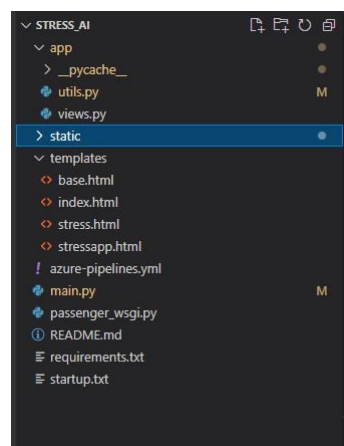 STRESS_AI
app
__pycache__
utils.py M
views.py
static
templates
base.html
index.html
stress.html
stressapp.html
azure-pipelines.yml
main.py M
passenger_wsgi.py
README.md
requirements.txt
startup.txt